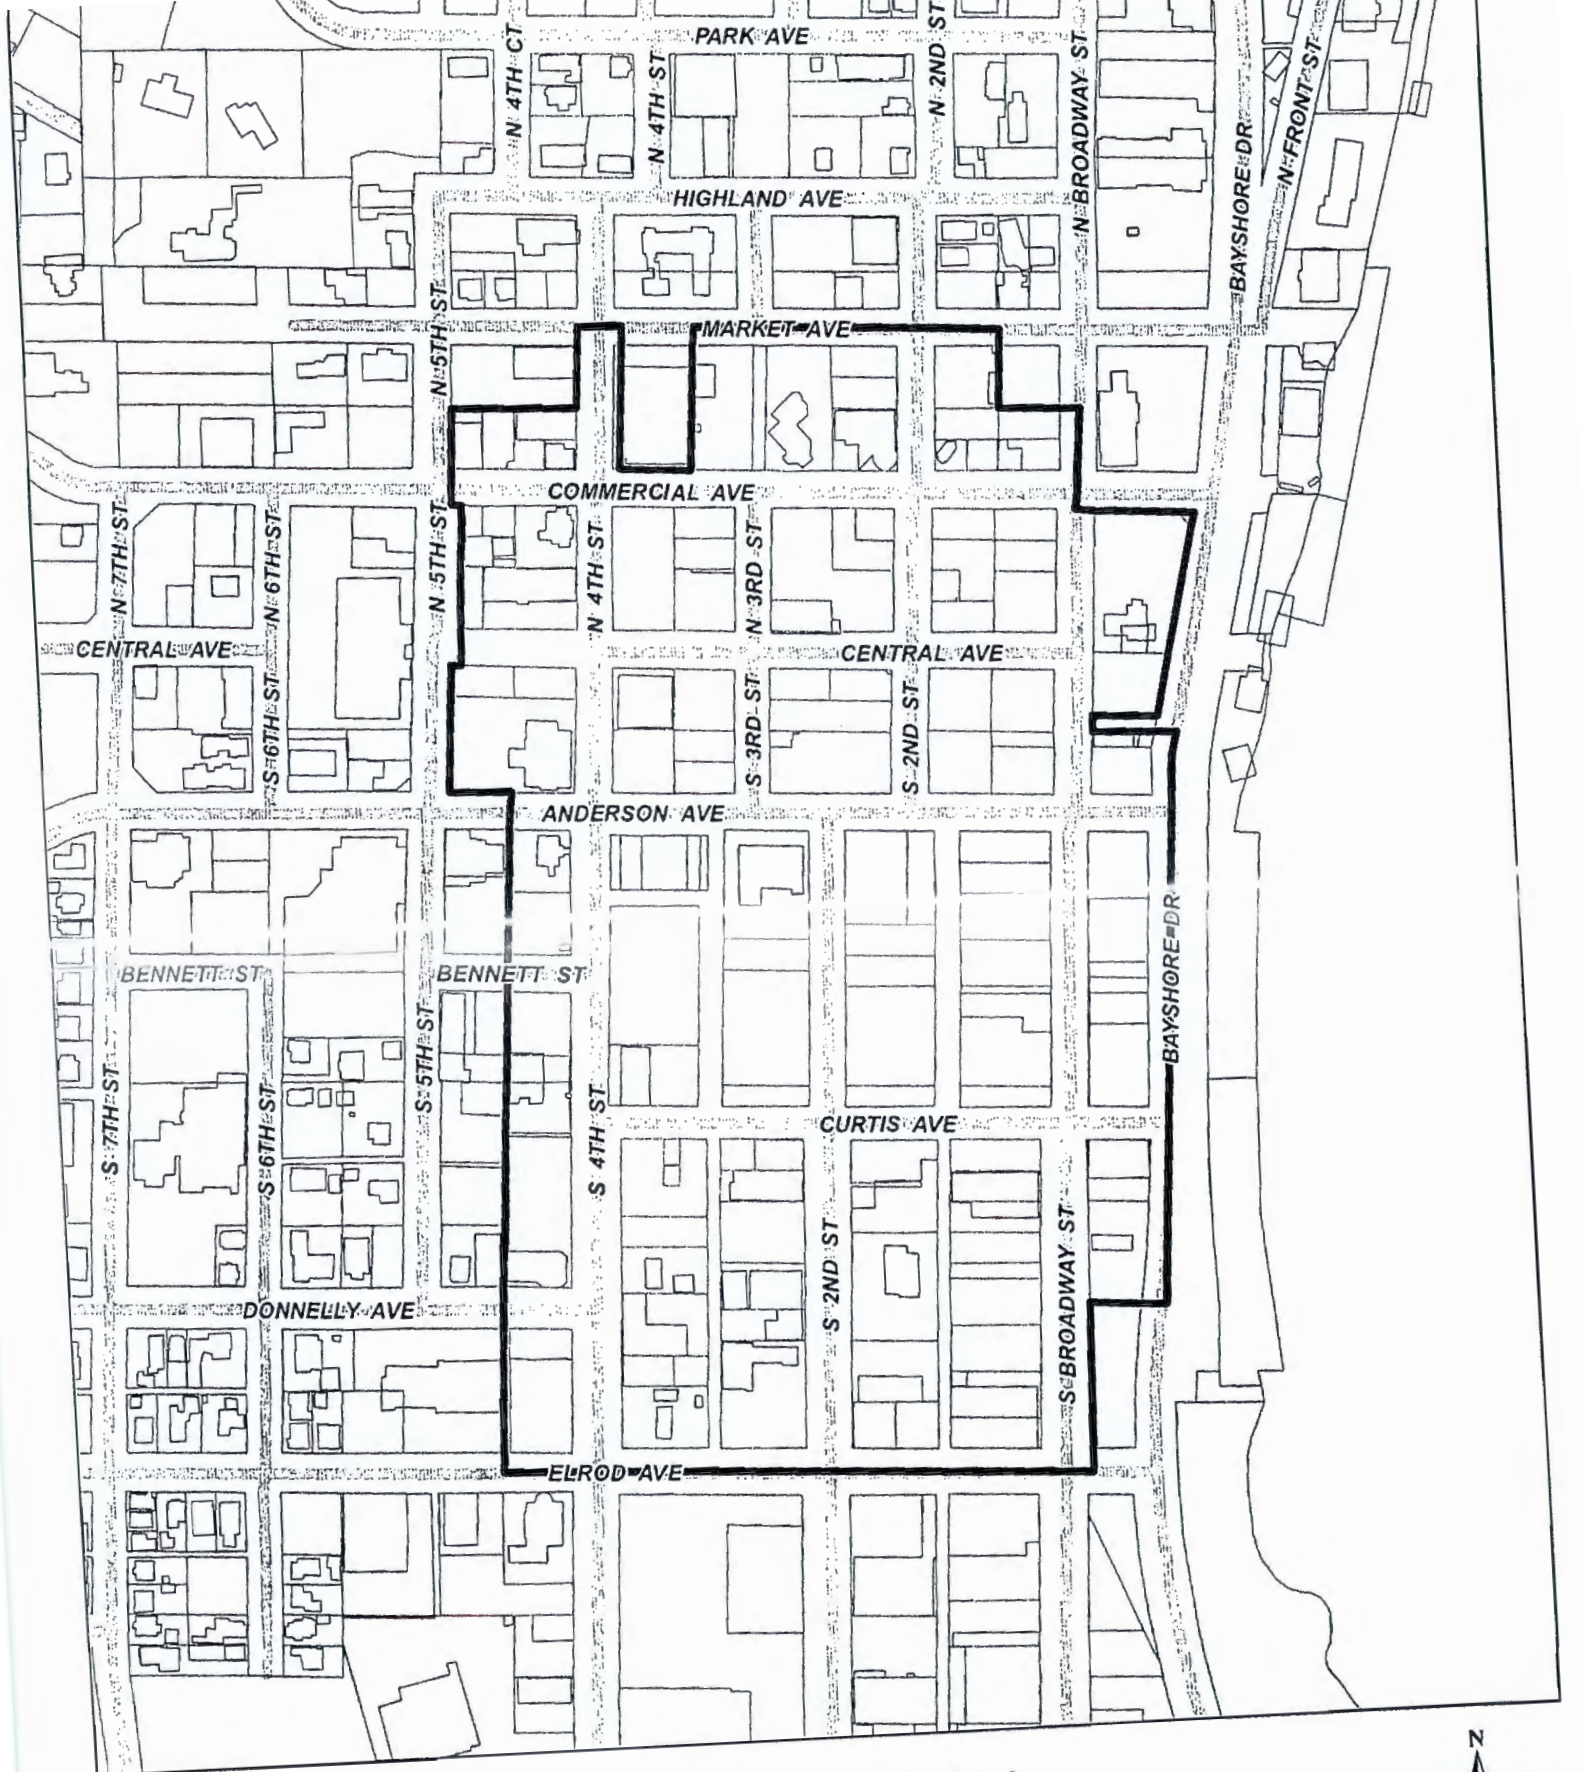 PARK AVE
N 4TH CT
N 4TH ST
N 2ND ST
N BROADWAY ST
BAYSHORE DR
N FRONT ST
HIGHLAND AVE
N 5TH ST
MARKET AVE
COMMERCIAL AVE
N 7TH ST
N 6TH ST
N 5TH ST
N 4TH ST
N 3RD ST
CENTRAL AVE
CENTRAL AVE
S 6TH ST
S 3RD ST
S 2ND ST
ANDERSON AVE
BENNETT ST
BENNETT ST
BAYSHORE DR
S 7TH ST
S 6TH ST
S 5TH ST
S 4TH ST
CURTIS AVE
S 2ND ST
S BROADWAY ST
DONNELLY AVE
ELROD AVE
N